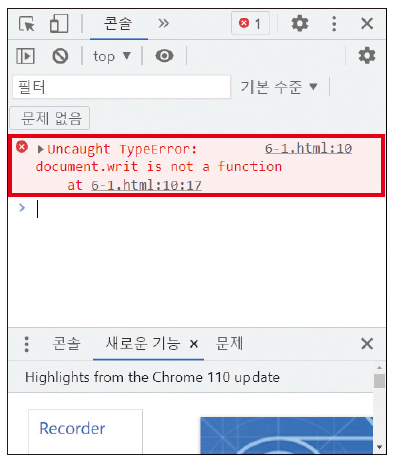 콘솔 » 1
top ▼
필터 기본 수준 ▼
문제 없음
▶Uncaught TypeError: 6-1.html:10
document.writ is not a function
at 6-1.html:10:17
>
콘솔 새로운 기능 × 문제
Highlights from the Chrome 110 update
Recorder